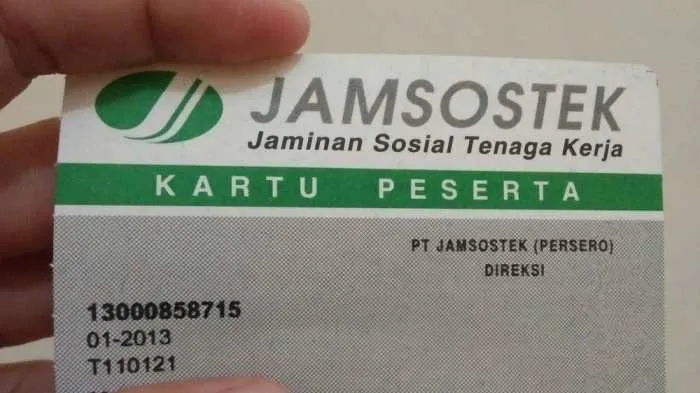 JAMSOSTEK
Jaminan Sosial Tenaga Kerja
KARTU PESERTA
PT JAMSOSTEK (PERSERO)
DIREKSI
13000858715
01-2013
T110121